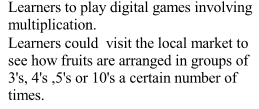 Learners to play digital games involving
multiplication.
Learners could  visit the local market to
see how fruits are arranged in groups of
3's, 4's ,5's or 10's a certain number of
times.